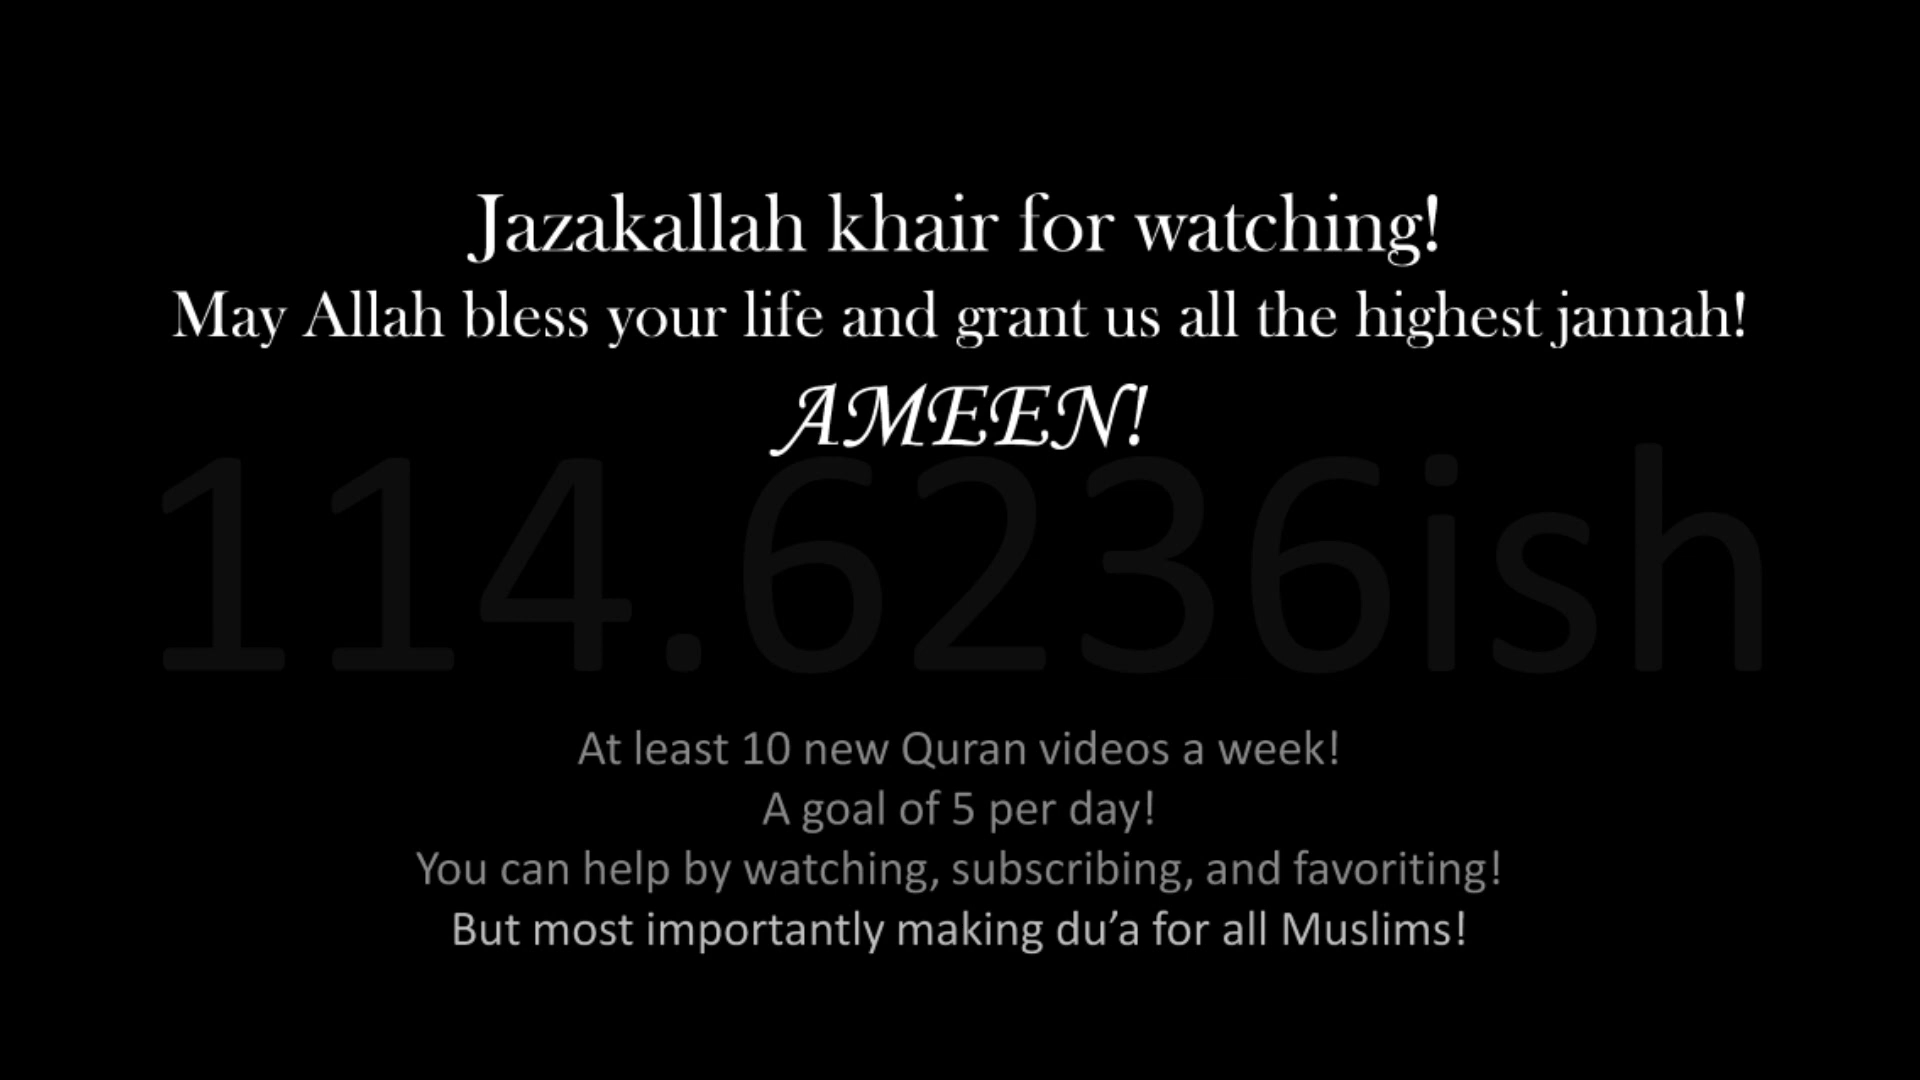 Jazakallah khair for watching!
May Allah bless your life and grant us all the highest jannah!
AMEEN!
114.6236ish
At least 10 new Quran videos a week!
A goal of 5 per day!
You can help by watching, subscribing, and favoriting!
But most importantly making du’a for all Muslims!